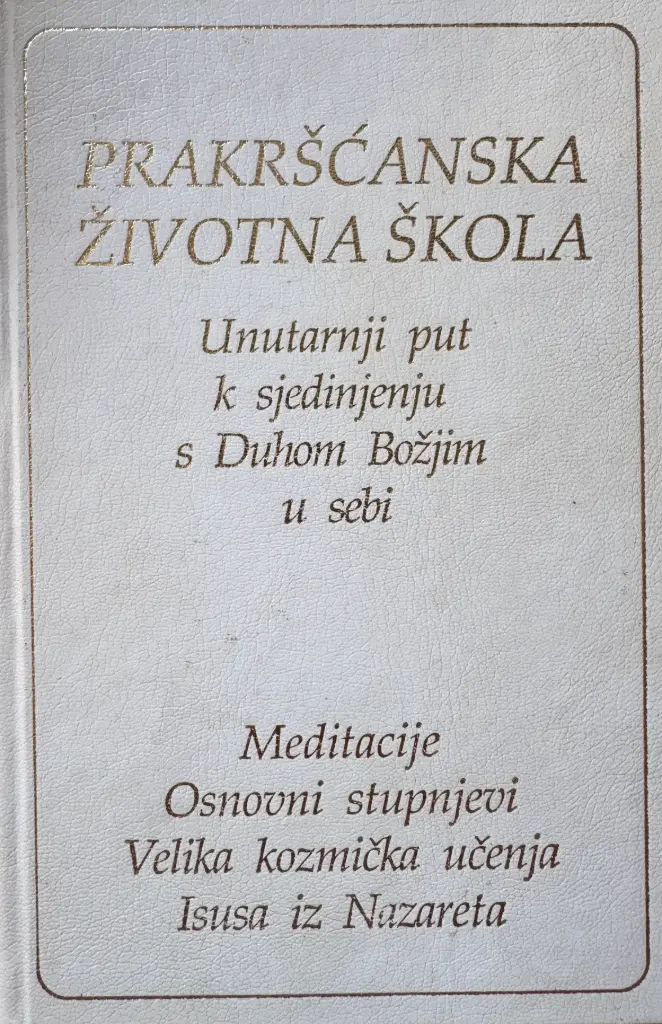 PRAKRŠĆANSKA
ŽIVOTNA ŠKOLA
Unutarnji put
k sjedinjenju
s Duhom Božjim
u sebi
Meditacije
Osnovni stupnjevi
Velika kozmička učenja
Isusa iz Nazareta